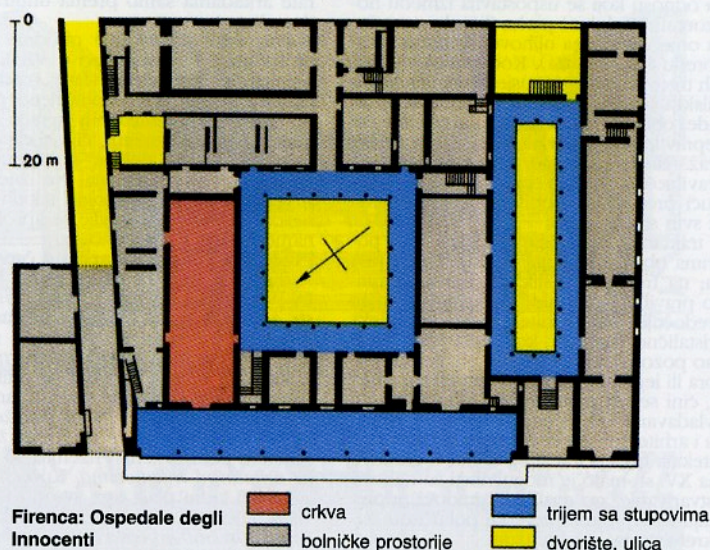 0
20 m
Firenca: Ospedale degli
Innocenti
crkva
bolničke prostorije
trijem sa stupovima
dvorište, ulica